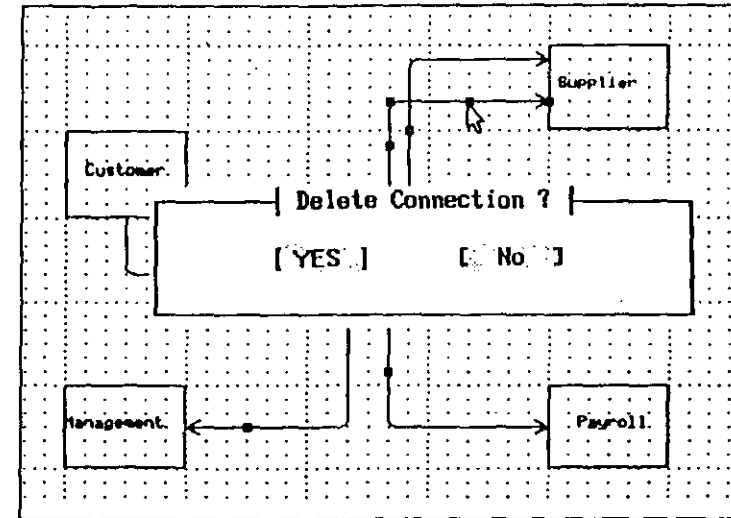 Supplier
Customer.
Delete Connection ?
[ YES ] [ No ]
Management.
Payroll.